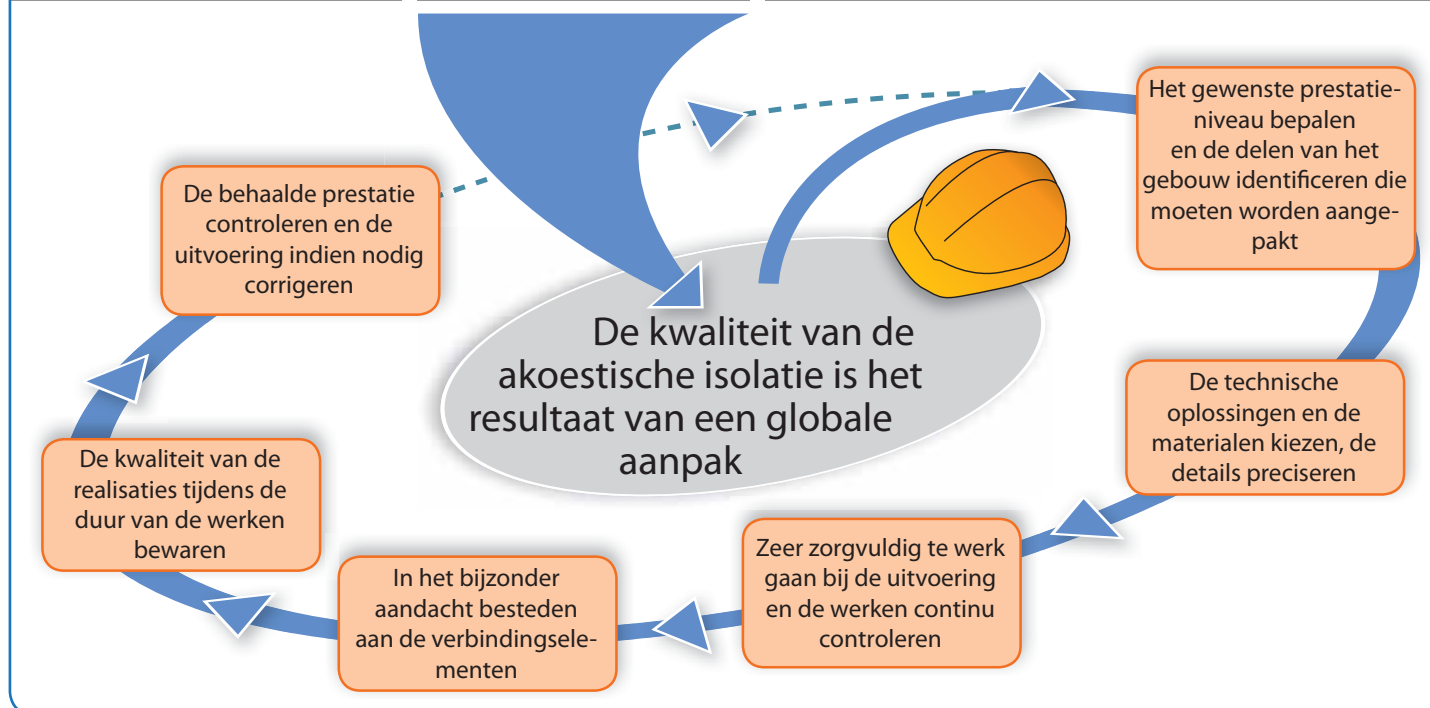 De kwaliteit van de
akoestische isolatie is het
resultaat van een globale
aanpak
Het gewenste prestatie-
niveau bepalen
en de delen van het
gebouw identificeren die
moeten worden aange-
pakt
De technische
oplossingen en de
materialen kiezen, de
details preciseren
Zeer zorgvuldig te werk
gaan bij de uitvoering
en de werken continu
controleren
In het bijzonder
aandacht besteden
aan de verbindingsele-
menten
De kwaliteit van de
realisaties tijdens de
duur van de werken
bewaren
De behaalde prestatie
controleren en de
uitvoering indien nodig
corrigeren